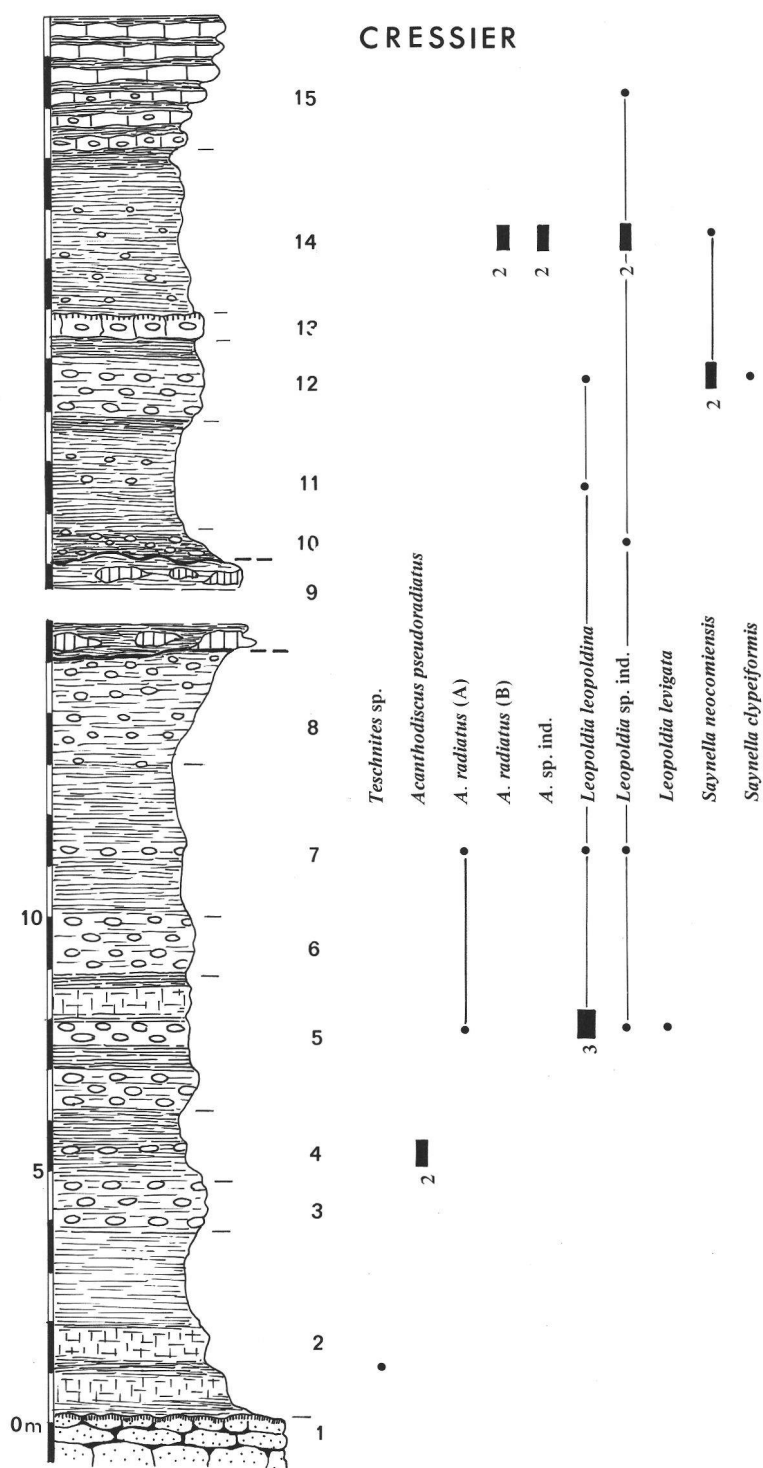 CRESSIER
15
14
13
12
11
10
9
8
7
6
5
4
3
2
1
10
5
0m
2
2
2
2
3
2
Teschnites sp.
Acanthodiscus pseudoradiatus
A. radiatus (A)
A. radiatus (B)
A. sp. ind.
Leopoldia leopoldina
Leopoldia sp. ind.
Leopoldia levigata
Saynella neocomiensis
Saynella clypeiformis